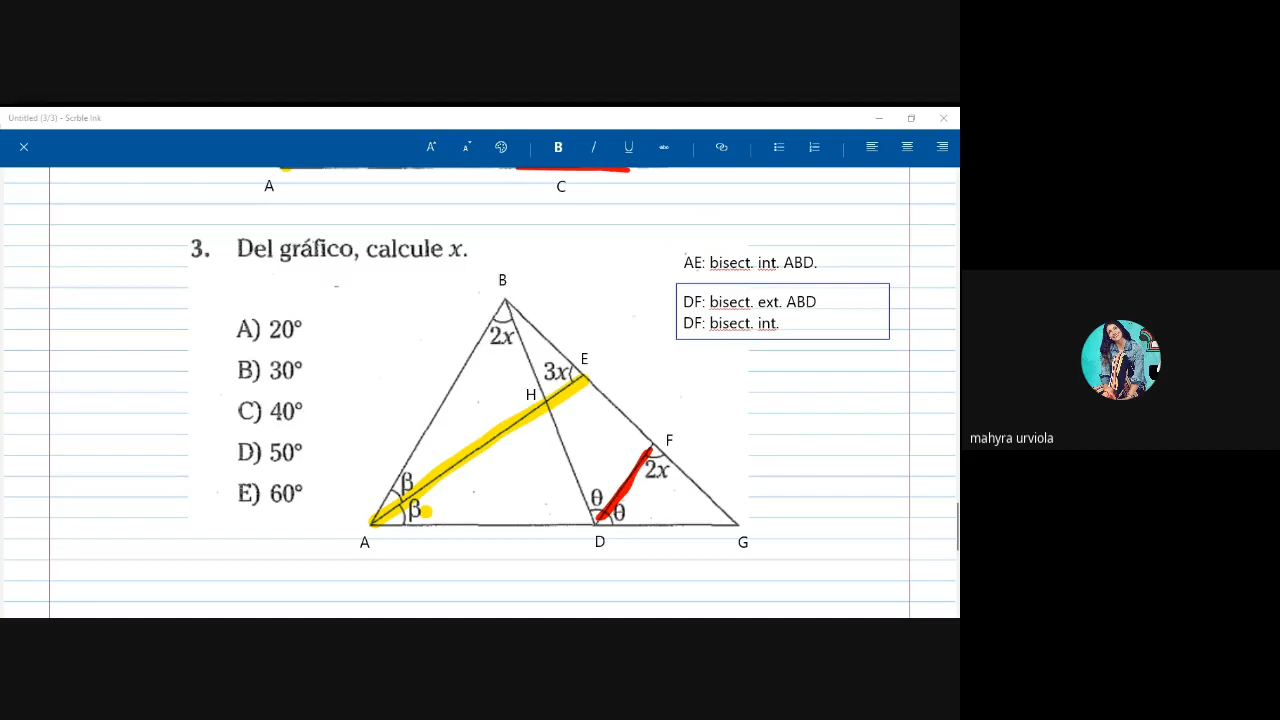 Untitled (3/3) - Scrble Ink
A
A
B
I
U
abc
A
C
3. Del gráfico, calcule x.
AE: bisect. int. ABD.
DF: bisect. ext. ABD
DF: bisect. int.
A) 20°
B) 30°
C) 40°
D) 50°
E) 60°
B
2x
E
3x
H
F
2x
β
β
θ
θ
A
D
G
mahyra urviola